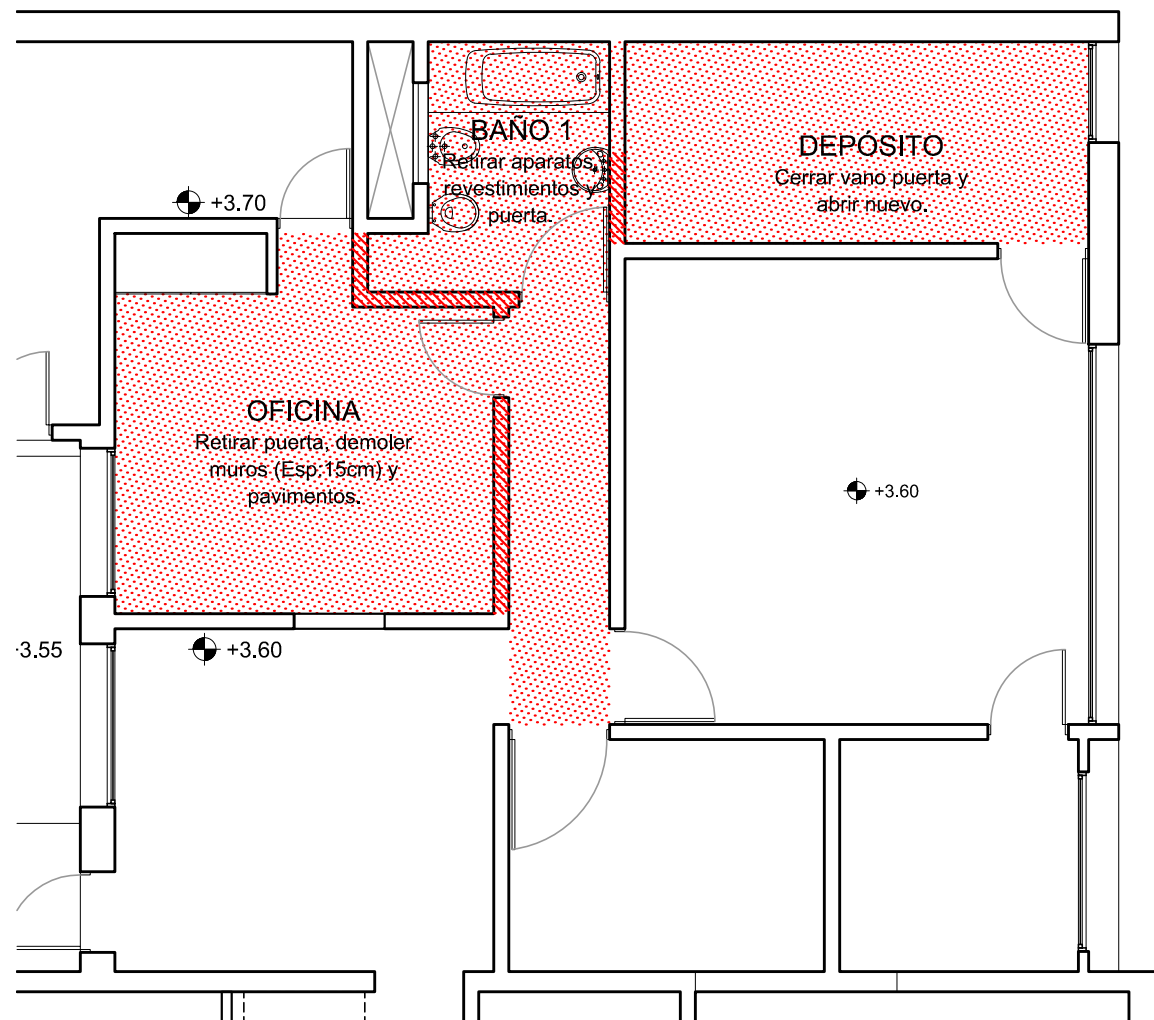 BAÑO 1
Retirar aparatos,
revestimientos y
puerta.
DEPÓSITO
Cerrar vano puerta y
abrir nuevo.
+3.70
OFICINA
Retirar puerta, demoler
muros (Esp:15cm) y
pavimentos.
+3.60
+3.55
+3.60